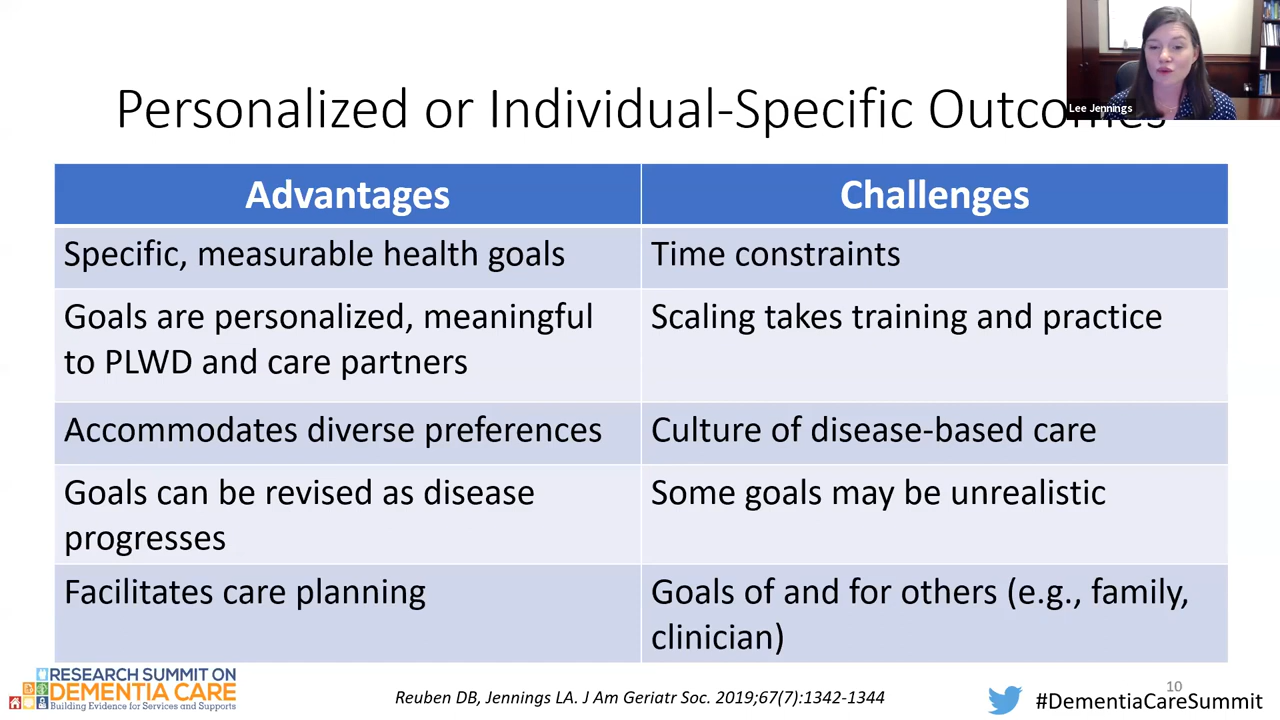 Lee Jennings
Personalized or Individual-Specific Outcomes
Advantages
Challenges
Specific, measurable health goals
Time constraints
Goals are personalized, meaningful
to PLWD and care partners
Scaling takes training and practice
Accommodates diverse preferences
Culture of disease-based care
Goals can be revised as disease
progresses
Some goals may be unrealistic
Facilitates care planning
Goals of and for others (e.g., family,
clinician)
RESEARCH SUMMIT ON
DEMENTIA CARE
Building Evidence for Services and Supports
Reuben DB, Jennings LA. J Am Geriatr Soc. 2019;67(7):1342-1344
10
#DementiaCareSummit